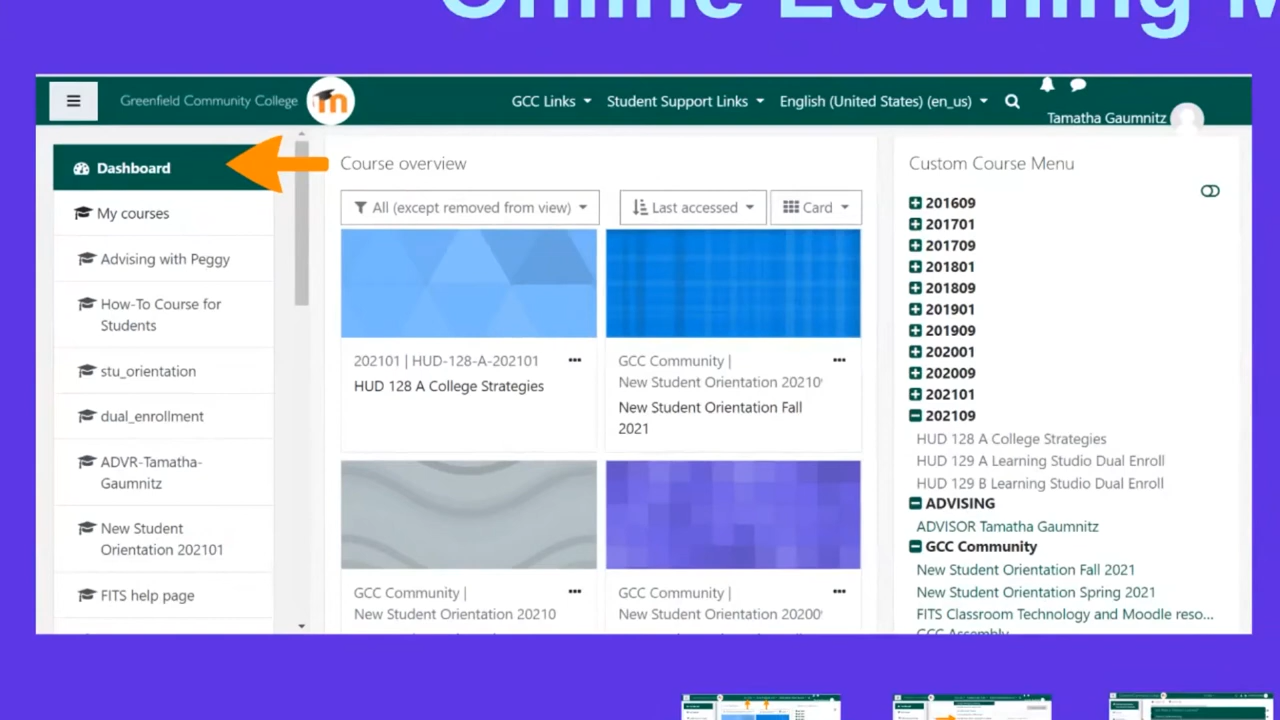 Online Learning M
Greenfield Community College
GCC Links
Student Support Links
English (United States) (en_us)
Tamatha Gaumnitz
Dashboard
My courses
Advising with Peggy
How-To Course for
Students
stu_orientation
dual_enrollment
ADVR-Tamatha-
Gaumnitz
New Student
Orientation 202101
FITS help page
Course overview
All (except removed from view)
Last accessed
Card
202101 | HUD-128-A-202101
HUD 128 A College Strategies
GCC Community |
New Student Orientation 20210
New Student Orientation Fall
2021
GCC Community |
New Student Orientation 20210
GCC Community |
New Student Orientation 20200
Custom Course Menu
201609
201701
201709
201801
201809
201901
201909
202001
202009
202101
202109
HUD 128 A College Strategies
HUD 129 A Learning Studio Dual Enroll
HUD 129 B Learning Studio Dual Enroll
ADVISING
ADVISOR Tamatha Gaumnitz
GCC Community
New Student Orientation Fall 2021
New Student Orientation Spring 2021
FITS Classroom Technology and Moodle reso...
GCC Assembly